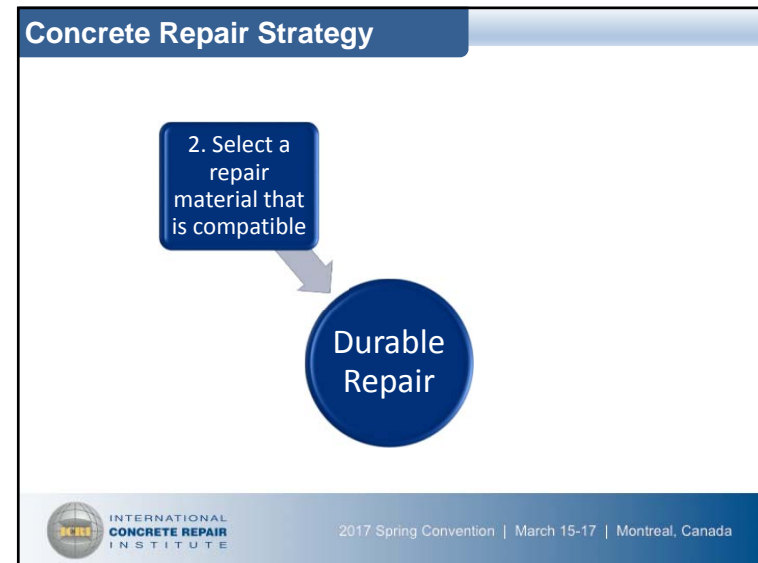 Concrete Repair Strategy
2. Select a
repair
material that
is compatible
Durable
Repair
ICRI
INTERNATIONAL
CONCRETE REPAIR
INSTITUTE
2017 Spring Convention | March 15-17 | Montreal, Canada